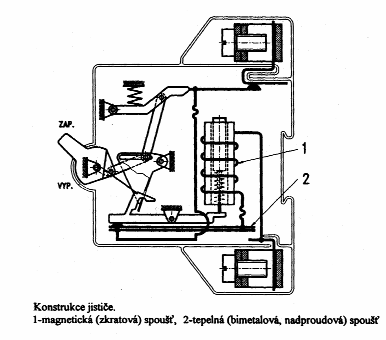 ZAP.
VYP.
1
2
Konstrukce jističe.
1-magnetická (zkratová) spoušť, 2-tepelná (bimetalová, nadproudová) spoušť